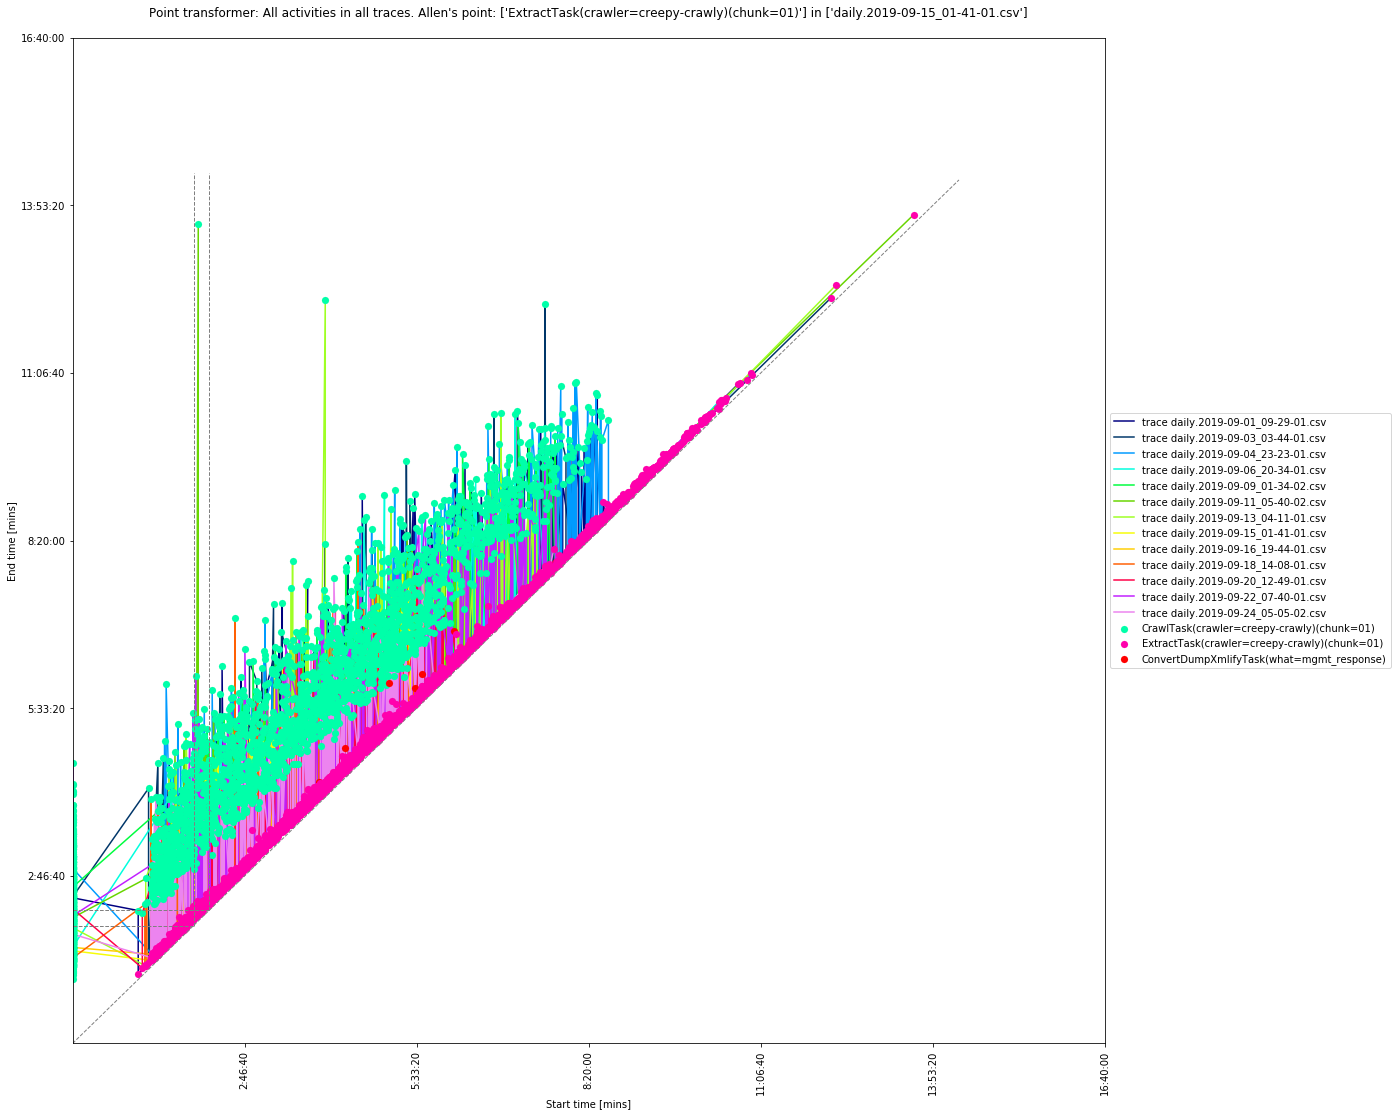 Point transformer: All activities in all traces. Allen's point: ['ExtractTask(crawler=creepy-crawly)(chunk=01)'] in ['daily.2019-09-15_01-41-01.csv']
16:40:00
13:53:20
11:06:40
8:20:00
5:33:20
2:46:40
End time [mins]
2:46:40
5:33:20
8:20:00
11:06:40
13:53:20
16:40:00
Start time [mins]
trace daily.2019-09-01_09-29-01.csv
trace daily.2019-09-03_03-44-01.csv
trace daily.2019-09-04_23-23-01.csv
trace daily.2019-09-06_20-34-01.csv
trace daily.2019-09-09_01-34-02.csv
trace daily.2019-09-11_05-40-02.csv
trace daily.2019-09-13_04-11-01.csv
trace daily.2019-09-15_01-41-01.csv
trace daily.2019-09-16_19-44-01.csv
trace daily.2019-09-18_14-08-01.csv
trace daily.2019-09-20_12-49-01.csv
trace daily.2019-09-22_07-40-01.csv
trace daily.2019-09-24_05-05-02.csv
CrawlTask(crawler=creepy-crawly)(chunk=01)
ExtractTask(crawler=creepy-crawly)(chunk=01)
ConvertDumpXmlifyTask(what=mgmt_response)